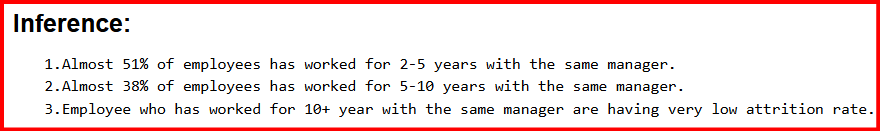 Inference:
1.Almost 51% of employees has worked for 2-5 years with the same manager.
2.Almost 38% of employees has worked for 5-10 years with the same manager.
3.Employee who has worked for 10+ year with the same manager are having very low attrition rate.